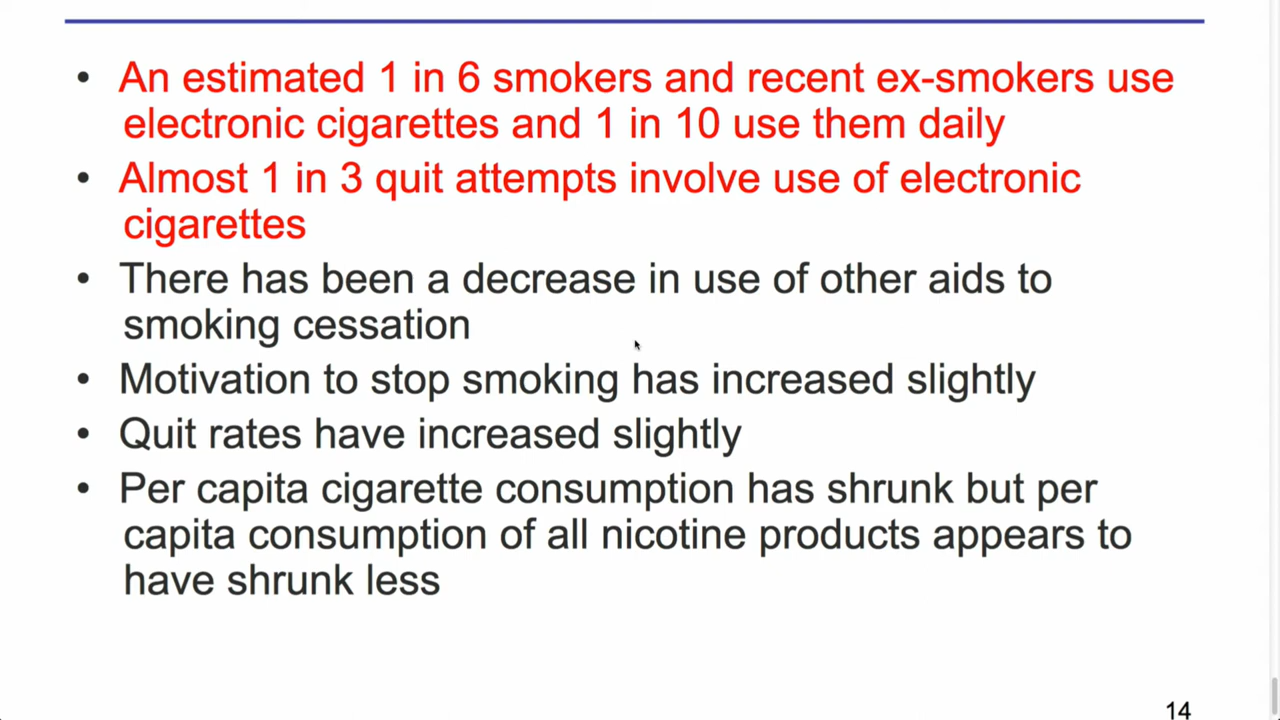 • An estimated 1 in 6 smokers and recent ex-smokers use
electronic cigarettes and 1 in 10 use them daily
• Almost 1 in 3 quit attempts involve use of electronic
cigarettes
• There has been a decrease in use of other aids to
smoking cessation
• Motivation to stop smoking has increased slightly
• Quit rates have increased slightly
• Per capita cigarette consumption has shrunk but per
capita consumption of all nicotine products appears to
have shrunk less
14